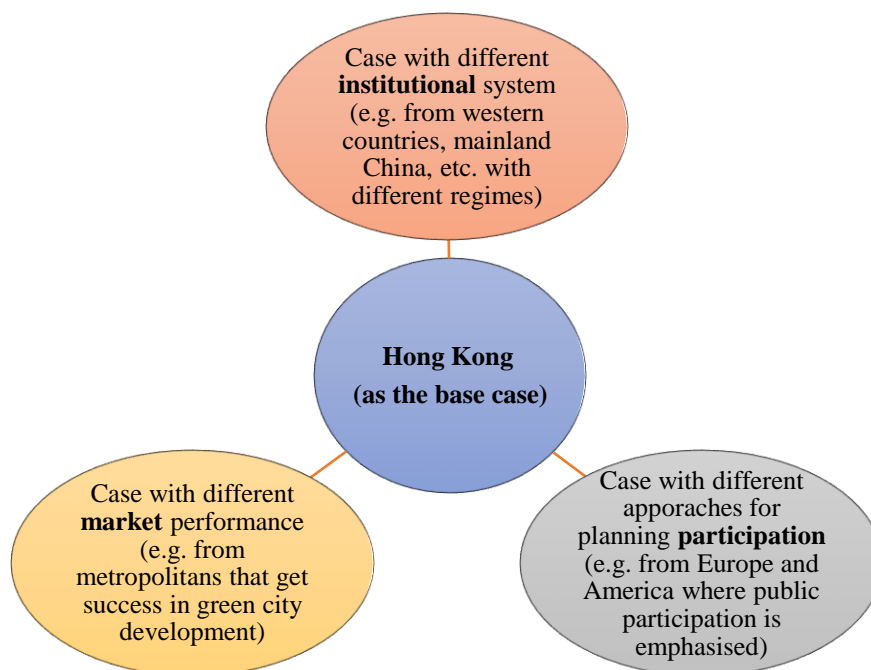 Case with different
institutional system
(e.g. from western
countries, mainland
China, etc. with
different regimes)
Hong Kong
(as the base case)
Case with different
market performance
(e.g. from
metropolitans that get
success in green city
development)
Case with different
apporaches for
planning participation
(e.g. from Europe and
America where public
participation is
emphasised)